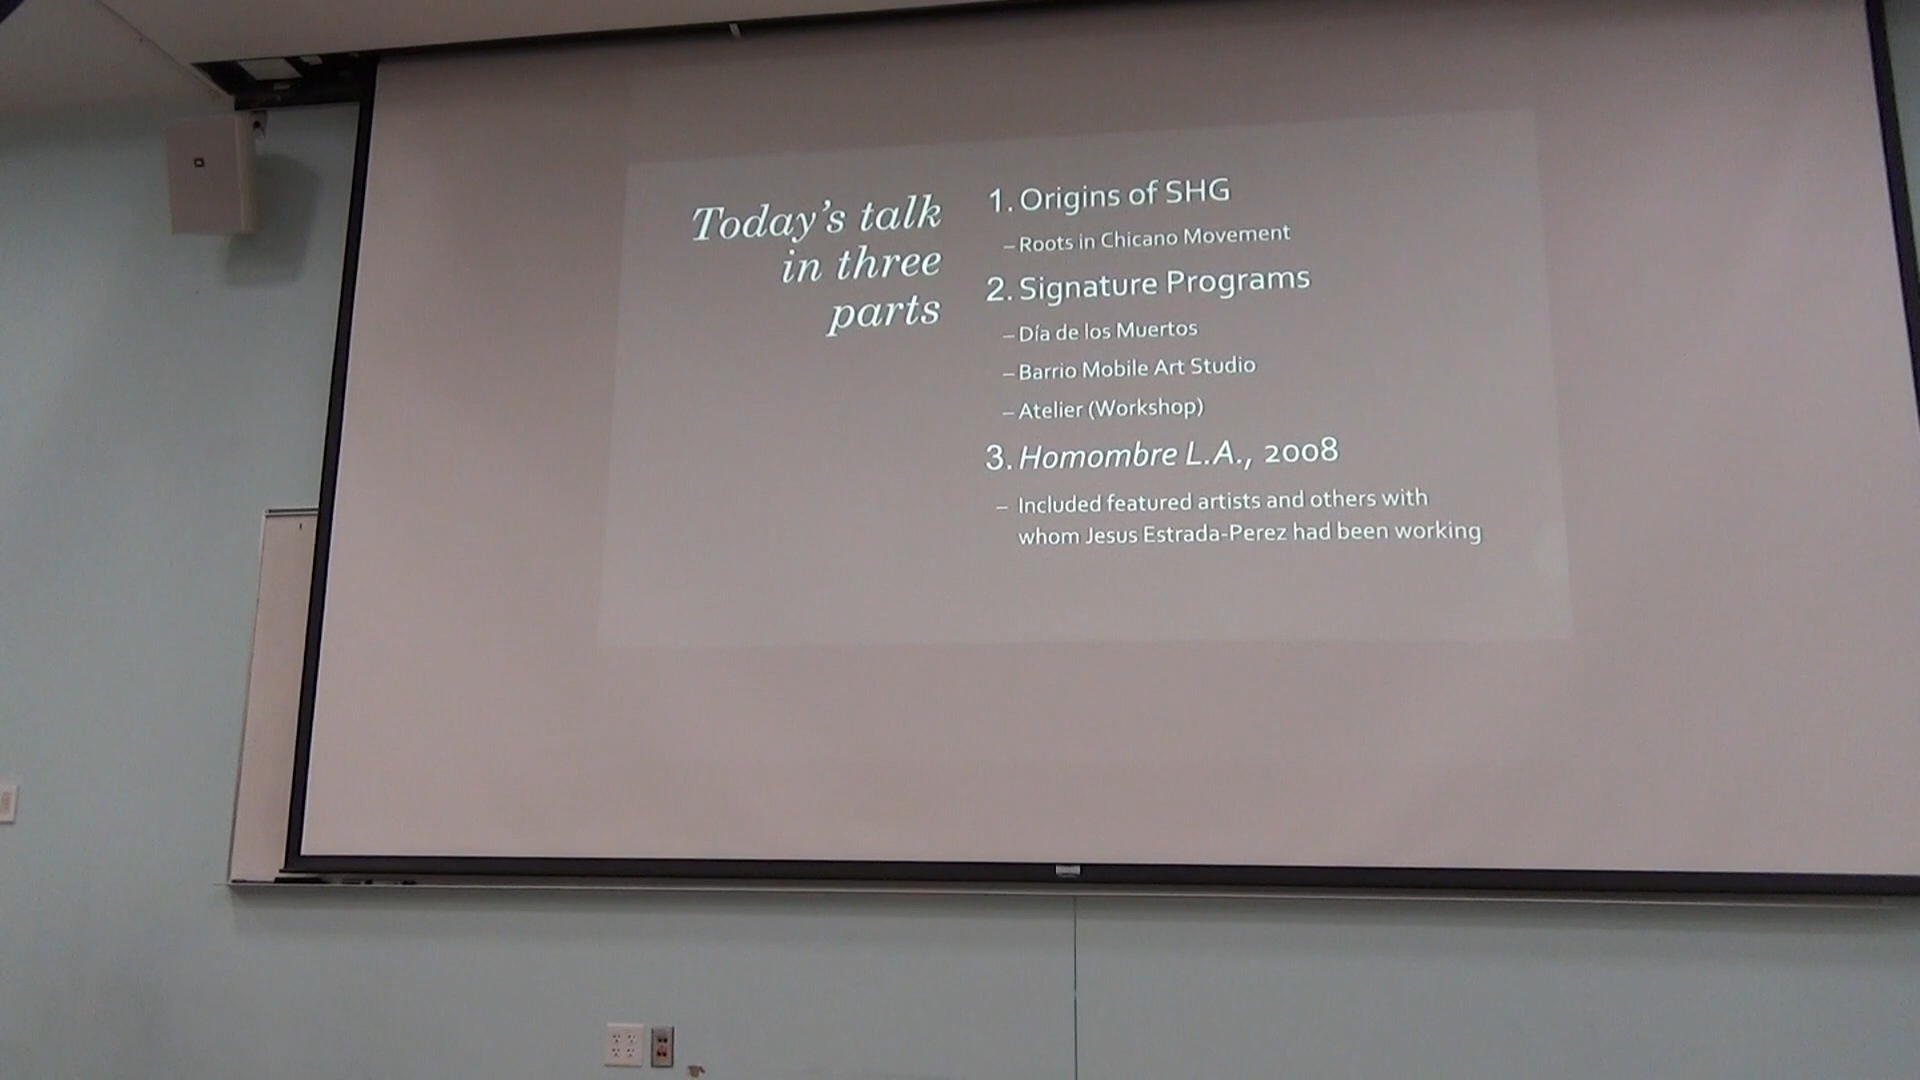 Today's talk
in three
parts
1. Origins of SHG
– Roots in Chicano Movement
2. Signature Programs
– Día de los Muertos
– Barrio Mobile Art Studio
– Atelier (Workshop)
3. Homombre L.A., 2008
– Included featured artists and others with
whom Jesus Estrada-Perez had been working